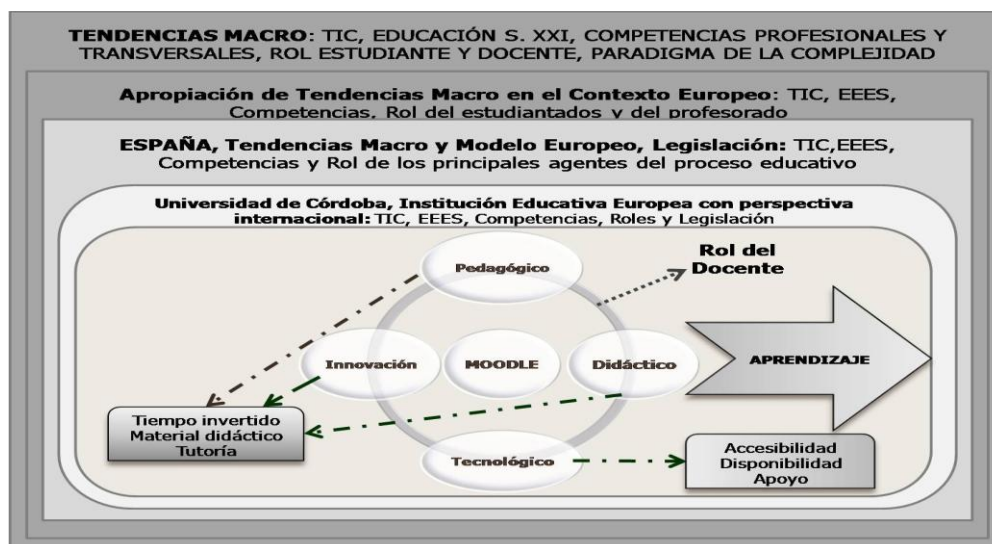 TENDENCIAS MACRO: TIC, EDUCACIÓN S. XXI, COMPETENCIAS PROFESIONALES Y
TRANSVERSALES, ROL ESTUDIANTE Y DOCENTE, PARADIGMA DE LA COMPLEJIDAD
Apropiación de Tendencias Macro en el Contexto Europeo: TIC, EEES,
Competencias, Rol del estudiantados y del profesorado
ESPAÑA, Tendencias Macro y Modelo Europeo, Legislación: TIC,EEES,
Competencias y Rol de los principales agentes del proceso educativo
Universidad de Córdoba, Institución Educativa Europea con perspectiva
internacional: TIC, EEES, Competencias, Roles y Legislación
Pedagógico
Rol del
Docente
Innovación
MOODLE
Didáctico
APRENDIZAJE
Tiempo invertido
Material didáctico
Tutoría
Tecnológico
Accesibilidad
Disponibilidad
Apoyo